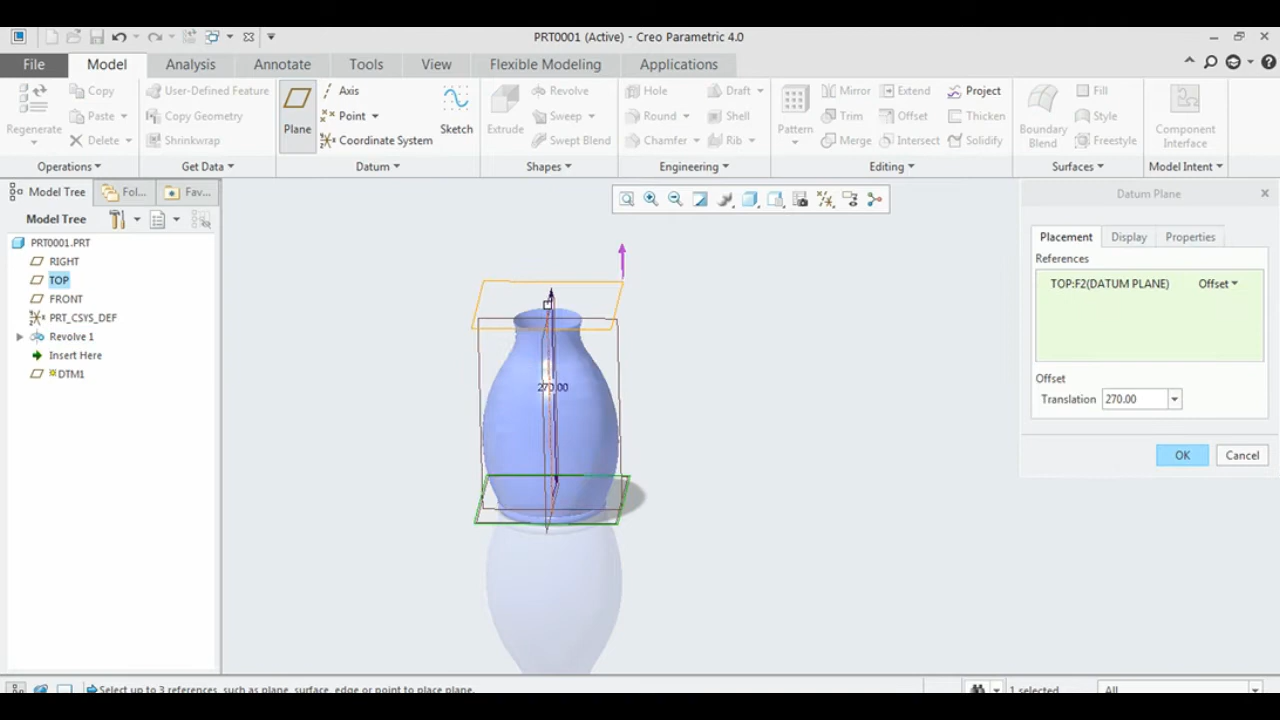 PRT0001 (Active) - Creo Parametric 4.0
File Model Analysis Annotate Tools View Flexible Modeling Applications
Regenerate
Copy
Paste
Delete
User-Defined Feature
Copy Geometry
Shrinkwrap
Plane
Axis
Point
Coordinate System
Sketch
Extrude
Revolve
Sweep
Swept Blend
Hole
Round
Chamfer
Draft
Shell
Rib
Pattern
Mirror
Trim
Merge
Extend
Offset
Intersect
Project
Thicken
Solidify
Boundary
Blend
Fill
Style
Freestyle
Component
Interface
Operations Get Data Datum Shapes Engineering Editing Surfaces Model Intent
Model Tree Fol... Fav...
Model Tree
PRT0001.PRT
RIGHT
TOP
FRONT
PRT_CSYS_DEF
Revolve 1
Insert Here
DTM1
270.00
Datum Plane
Placement Display Properties
References
TOP:F2(DATUM PLANE) Offset
Offset
Translation 270.00
OK Cancel
Select up to 3 references, such as plane, surface, edge or point to place plane.
1 selected
All